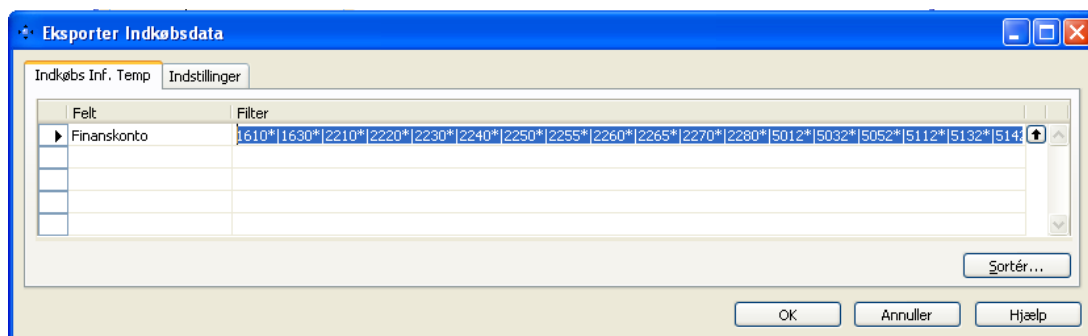 Eksporter Indkøbsdata
Indkøbs Inf. Temp Indstillinger
Felt Filter
Finanskonto 1610*|1630*|2210*|2220*|2230*|2240*|2250*|2255*|2260*|2265*|2270*|2280*|5012*|5032*|5052*|5112*|5132*|5142
Sortér...
OK Annuller Hjælp